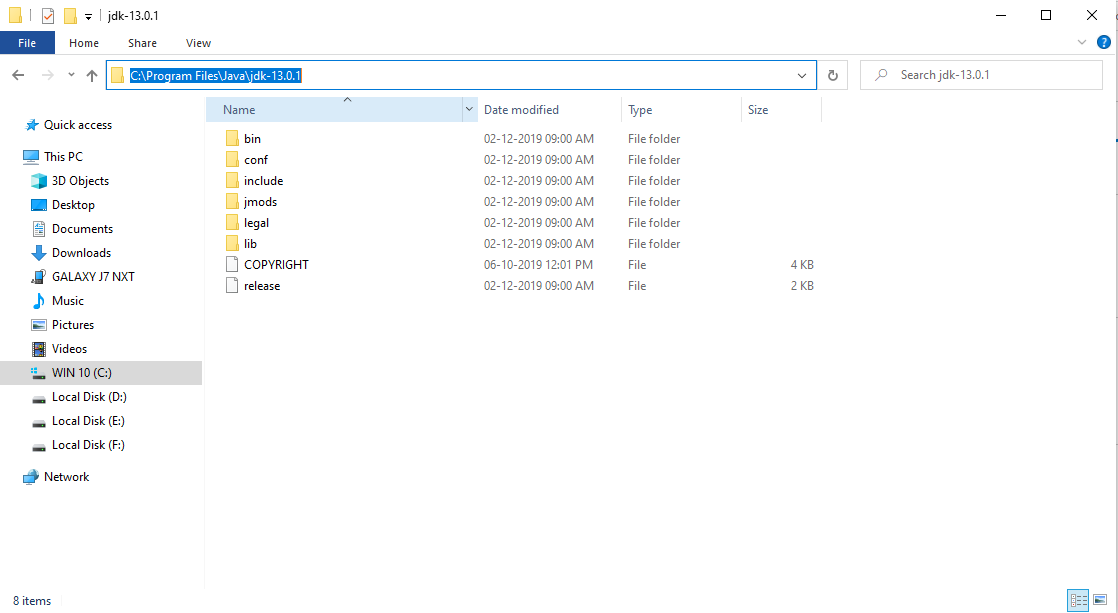 jdk-13.0.1
File Home Share View
C:\Program Files\Java\jdk-13.0.1
Search jdk-13.0.1
Name Date modified Type Size
Quick access
This PC
3D Objects
Desktop
Documents
Downloads
GALAXY J7 NXT
Music
Pictures
Videos
WIN 10 (C:)
Local Disk (D:)
Local Disk (E:)
Local Disk (F:)
Network
bin 02-12-2019 09:00 AM File folder
conf 02-12-2019 09:00 AM File folder
include 02-12-2019 09:00 AM File folder
jmods 02-12-2019 09:00 AM File folder
legal 02-12-2019 09:00 AM File folder
lib 02-12-2019 09:00 AM File folder
COPYRIGHT 06-10-2019 12:01 PM File 4 KB
release 02-12-2019 09:00 AM File 2 KB
8 items